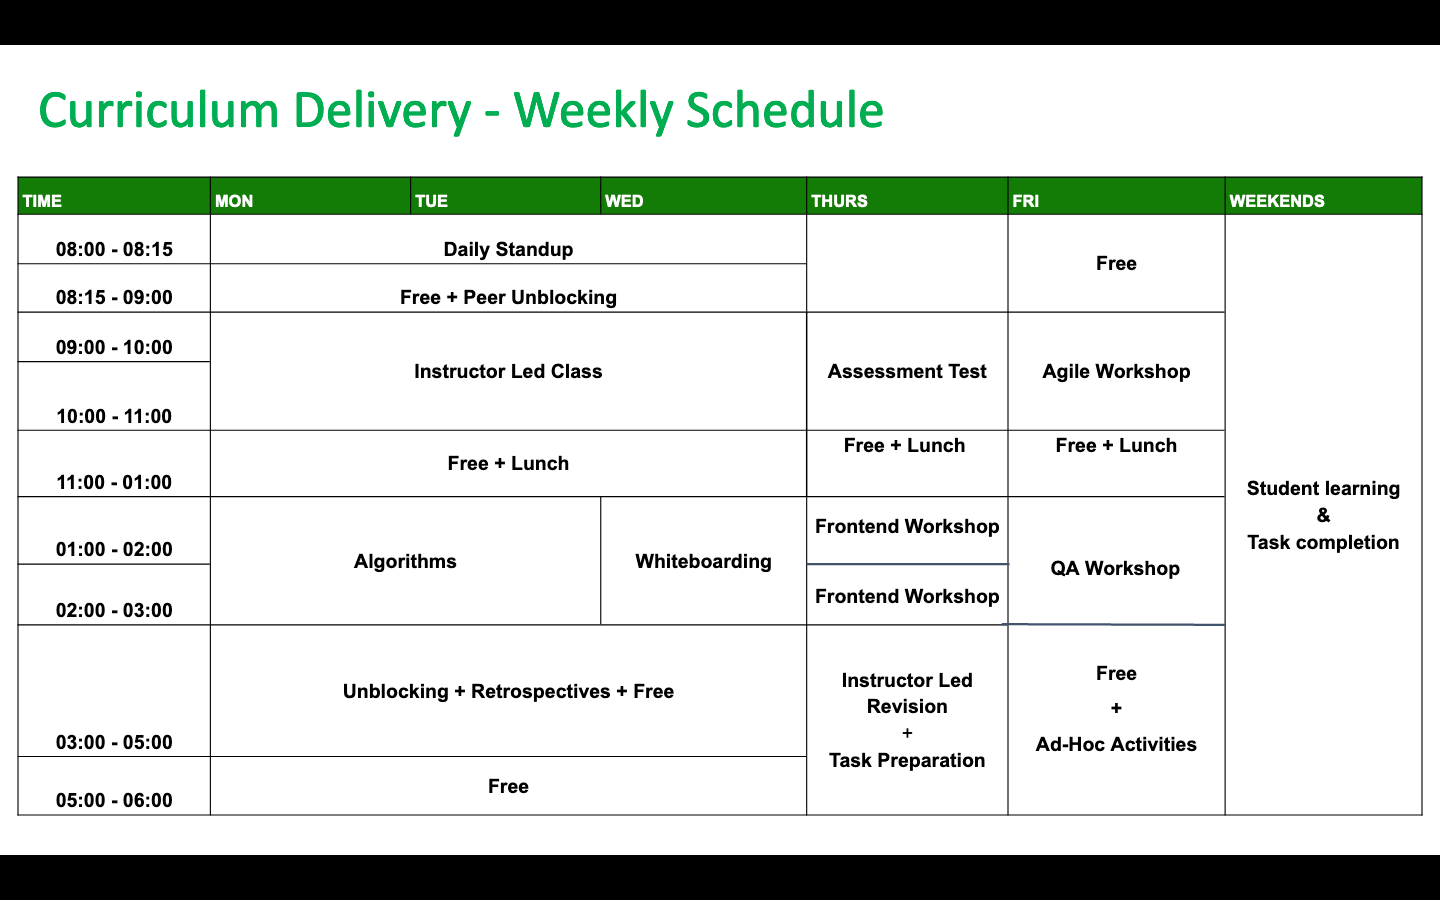 Curriculum Delivery - Weekly Schedule
TIME MON TUE WED THURS FRI WEEKENDS
08:00 - 08:15 Daily Standup
Free
08:15 - 09:00 Free + Peer Unblocking
09:00 - 10:00
Instructor Led Class Assessment Test Agile Workshop
10:00 - 11:00
Free + Lunch Free + Lunch
Free + Lunch
11:00 - 01:00
Student learning
&
Task completion
Frontend Workshop
01:00 - 02:00
Algorithms Whiteboarding
QA Workshop
Frontend Workshop
02:00 - 03:00
Free
+
Ad-Hoc Activities
Instructor Led
Revision
+
Task Preparation
Unblocking + Retrospectives + Free
03:00 - 05:00
Free
05:00 - 06:00